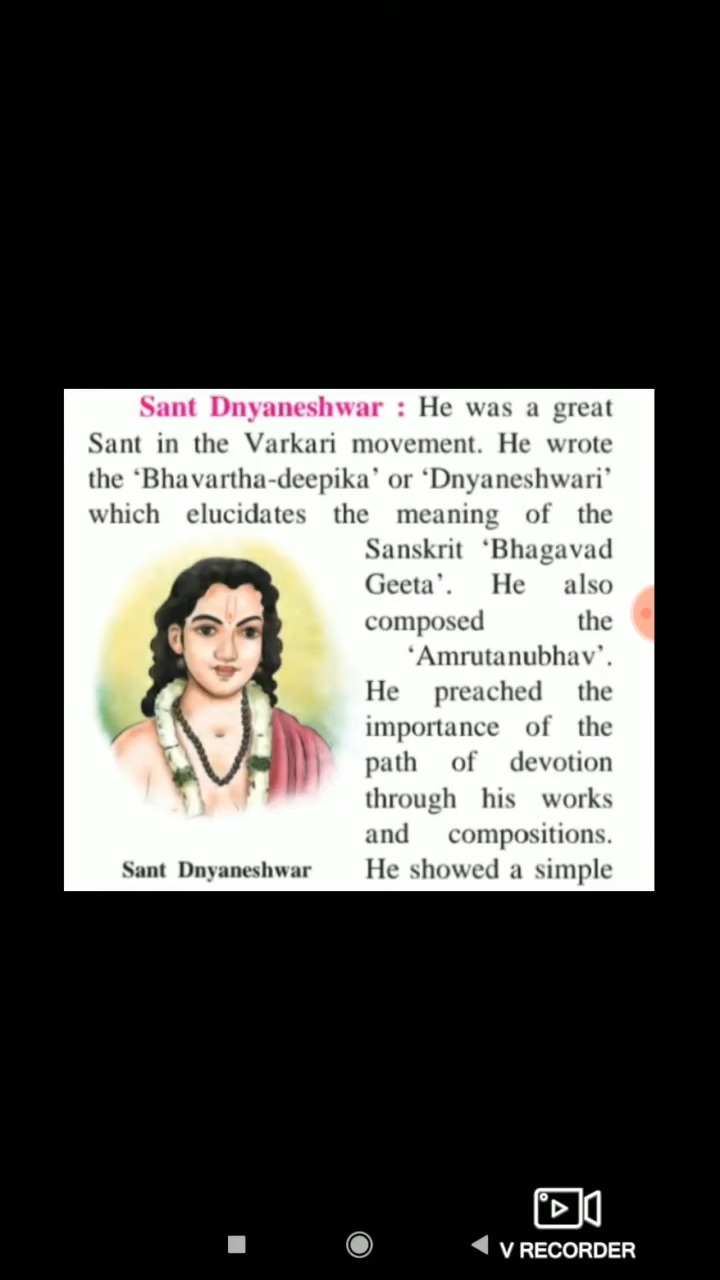 Sant Dnyaneshwar : He was a great
Sant in the Varkari movement. He wrote
the ‘Bhavartha-deepika’ or ‘Dnyaneshwari’
which elucidates the meaning of the
Sanskrit ‘Bhagavad
Geeta’. He also
composed the
‘Amrutanubhav’.
He preached the
importance of the
path of devotion
through his works
and compositions.
He showed a simple
Sant Dnyaneshwar
V RECORDER